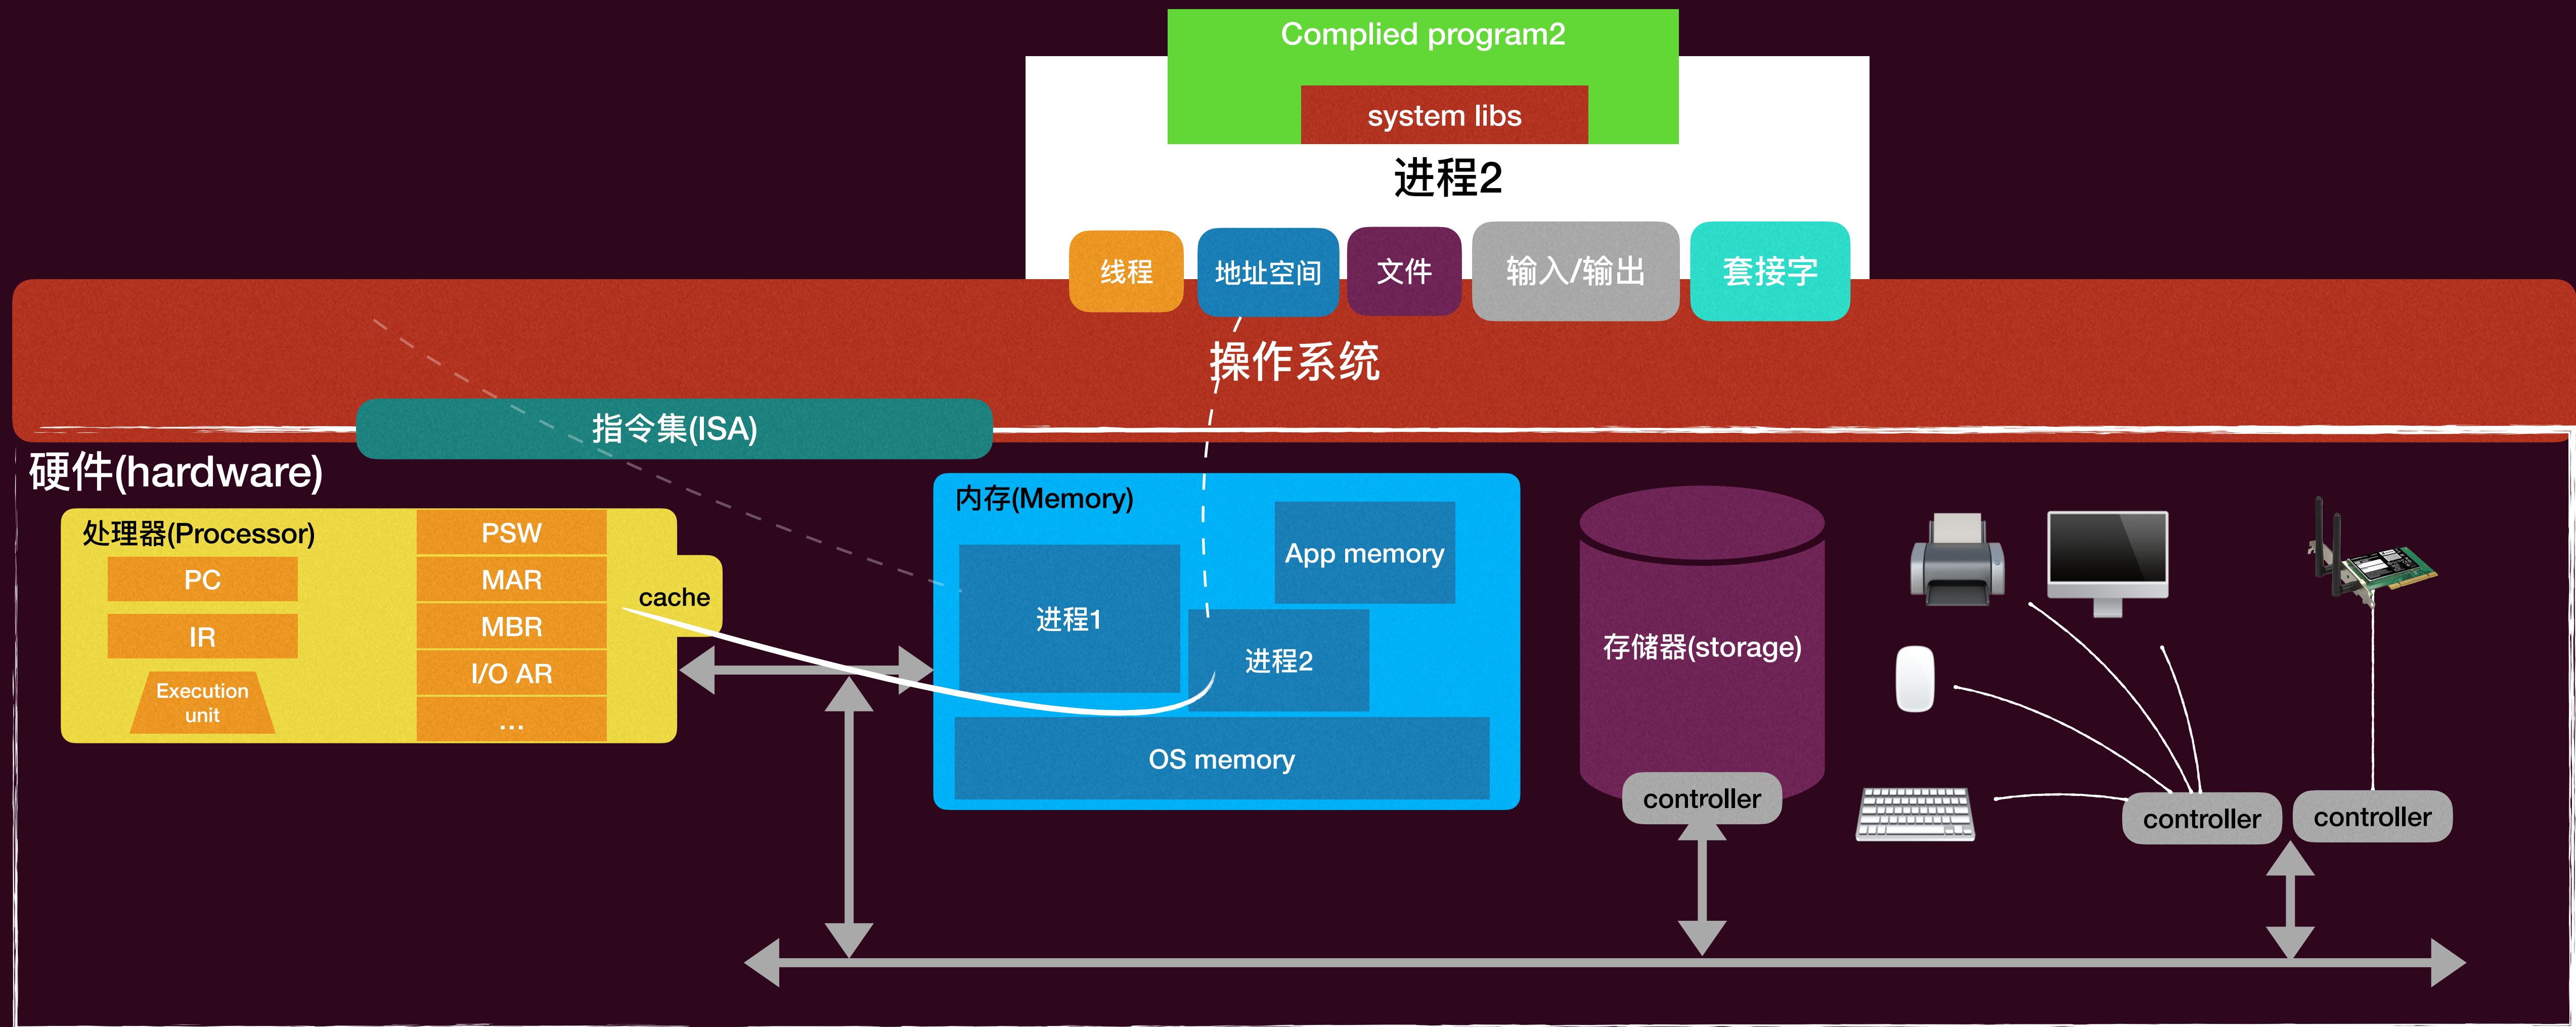 Complied program2
system libs
进程2
线程
地址空间
文件
输入/输出
套接字
操作系统
指令集(ISA)
硬件(hardware)
处理器(Processor)
PC
IR
Execution
unit
PSW
MAR
MBR
I/O AR
...
cache
内存(Memory)
App memory
进程1
进程2
OS memory
存储器(storage)
controller
controller
controller